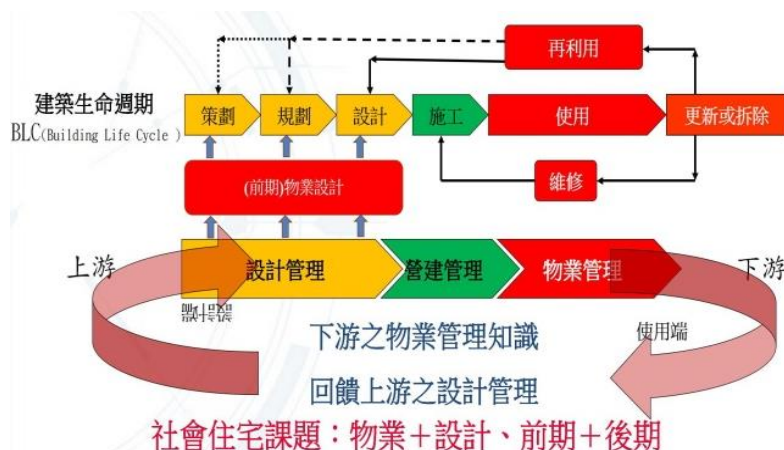 再利用
建築生命週期
BLC(Building Life Cycle )
策劃
規劃
設計
施工
使用
更新或拆除
(前期)物業設計
維修
上游
設計管理
營建管理
物業管理
下游
設計端
使用端
下游之物業管理知識
回饋上游之設計管理
社會住宅課題：物業＋設計、前期＋後期